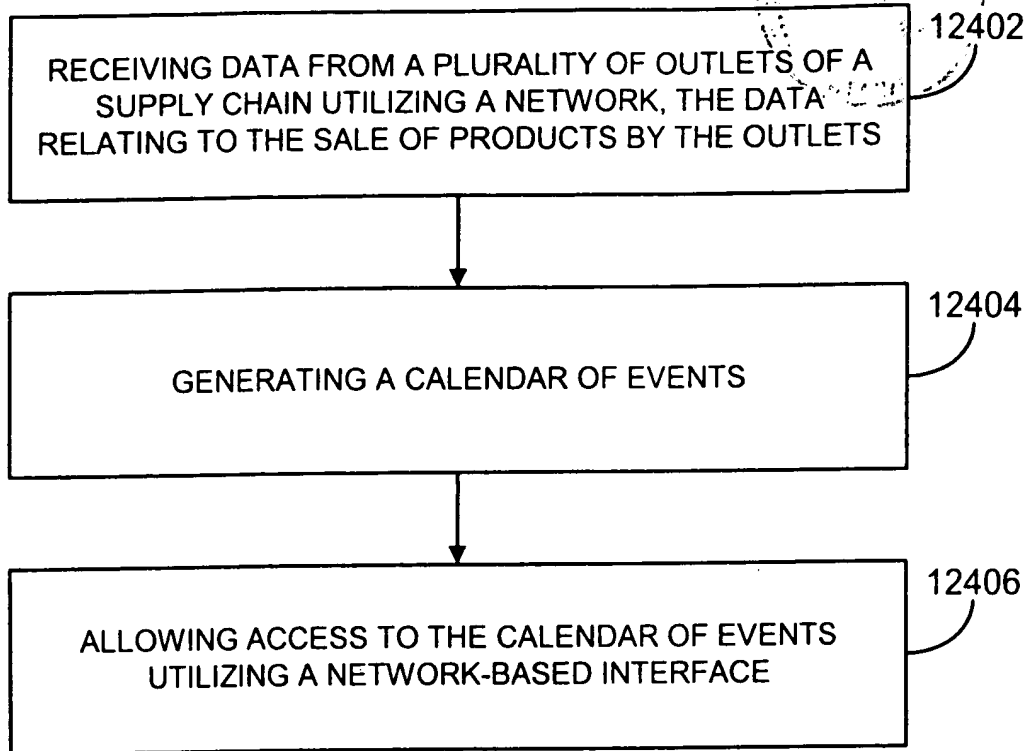 12402
RECEIVING DATA FROM A PLURALITY OF OUTLETS OF A
SUPPLY CHAIN UTILIZING A NETWORK, THE DATA
RELATING TO THE SALE OF PRODUCTS BY THE OUTLETS
12404
GENERATING A CALENDAR OF EVENTS
12406
ALLOWING ACCESS TO THE CALENDAR OF EVENTS
UTILIZING A NETWORK-BASED INTERFACE